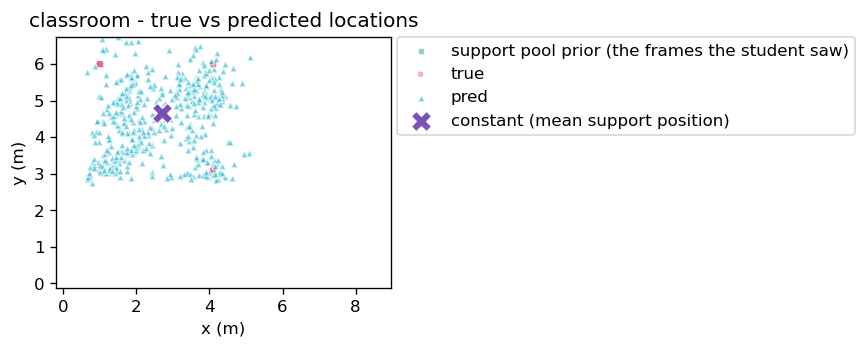 classroom - true vs predicted locations
support pool prior (the frames the student saw)
true
pred
constant (mean support position)
6
5
4
3
2
1
0
y (m)
0 2 4 6 8
x (m)